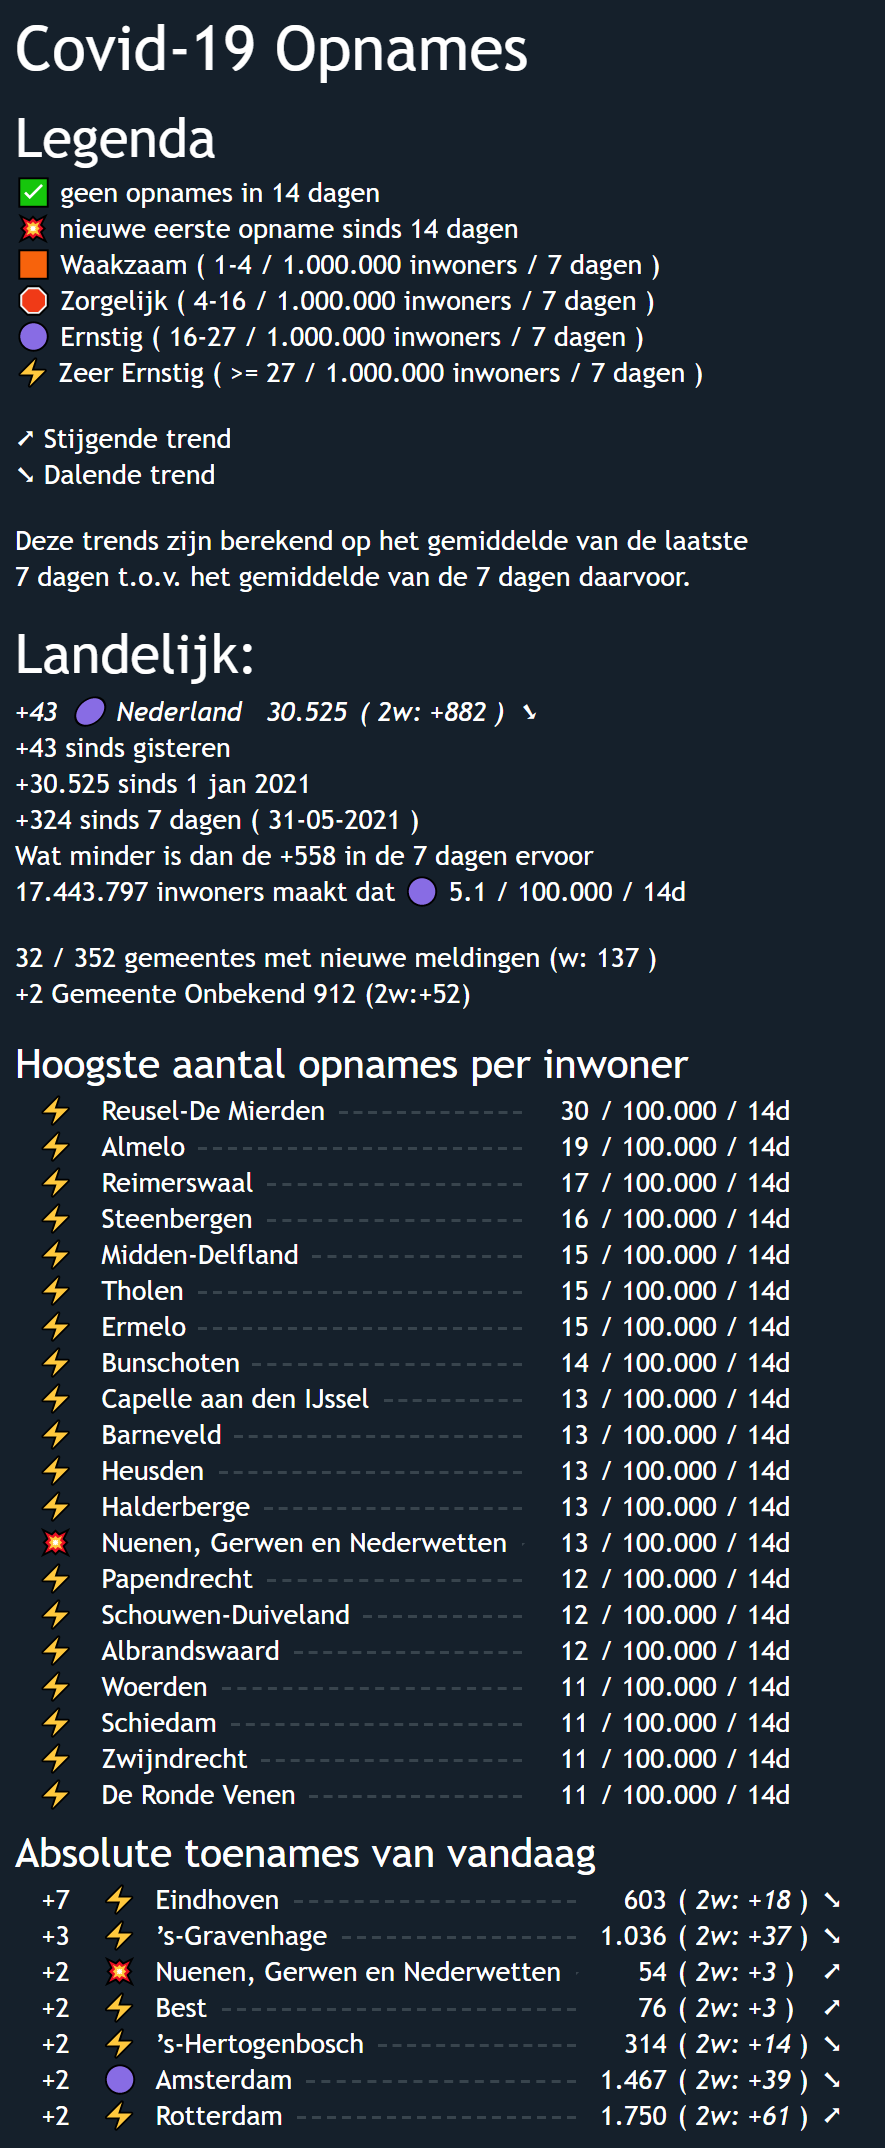 Covid-19 Opnames
Legenda
✅ geen opnames in 14 dagen
💥 nieuwe eerste opname sinds 14 dagen
🟧 Waakzaam ( 1-4 / 1.000.000 inwoners / 7 dagen )
🛑 Zorgelijk ( 4-16 / 1.000.000 inwoners / 7 dagen )
🟣 Ernstig ( 16-27 / 1.000.000 inwoners / 7 dagen )
⚡ Zeer Ernstig ( >= 27 / 1.000.000 inwoners / 7 dagen )
➚ Stijgende trend
➘ Dalende trend
Deze trends zijn berekend op het gemiddelde van de laatste
7 dagen t.o.v. het gemiddelde van de 7 dagen daarvoor.
Landelijk:
+43 🟣 Nederland 30.525 ( 2w: +882 ) ➘
+43 sinds gisteren
+30.525 sinds 1 jan 2021
+324 sinds 7 dagen ( 31-05-2021 )
Wat minder is dan de +558 in de 7 dagen ervoor
17.443.797 inwoners maakt dat 🟣 5.1 / 100.000 / 14d
32 / 352 gemeentes met nieuwe meldingen (w: 137 )
+2 Gemeente Onbekend 912 (2w:+52)
Hoogste aantal opnames per inwoner
⚡ Reusel-De Mierden 30 / 100.000 / 14d
⚡ Almelo 19 / 100.000 / 14d
⚡ Reimerswaal 17 / 100.000 / 14d
⚡ Steenbergen 16 / 100.000 / 14d
⚡ Midden-Delfland 15 / 100.000 / 14d
⚡ Tholen 15 / 100.000 / 14d
⚡ Ermelo 15 / 100.000 / 14d
⚡ Bunschoten 14 / 100.000 / 14d
⚡ Capelle aan den IJssel 13 / 100.000 / 14d
⚡ Barneveld 13 / 100.000 / 14d
⚡ Heusden 13 / 100.000 / 14d
⚡ Halderberge 13 / 100.000 / 14d
💥 Nuenen, Gerwen en Nederwetten 13 / 100.000 / 14d
⚡ Papendrecht 12 / 100.000 / 14d
⚡ Schouwen-Duiveland 12 / 100.000 / 14d
⚡ Albrandswaard 12 / 100.000 / 14d
⚡ Woerden 11 / 100.000 / 14d
⚡ Schiedam 11 / 100.000 / 14d
⚡ Zwijndrecht 11 / 100.000 / 14d
⚡ De Ronde Venen 11 / 100.000 / 14d
Absolute toenames van vandaag
+7 ⚡ Eindhoven 603 ( 2w: +18 ) ➘
+3 ⚡ ’s-Gravenhage 1.036 ( 2w: +37 ) ➘
+2 💥 Nuenen, Gerwen en Nederwetten 54 ( 2w: +3 ) ➚
+2 ⚡ Best 76 ( 2w: +3 ) ➚
+2 ⚡ ’s-Hertogenbosch 314 ( 2w: +14 ) ➘
+2 🟣 Amsterdam 1.467 ( 2w: +39 ) ➘
+2 ⚡ Rotterdam 1.750 ( 2w: +61 ) ➚